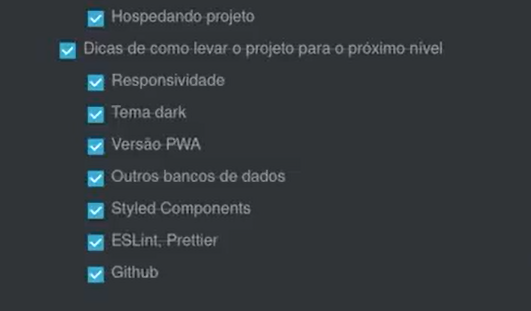 Hospedando projeto
Dicas de como levar o projeto para o próximo nível
Responsividade
Tema dark
Versão PWA
Outros bancos de dados
Styled Components
ESLint, Prettier
Github